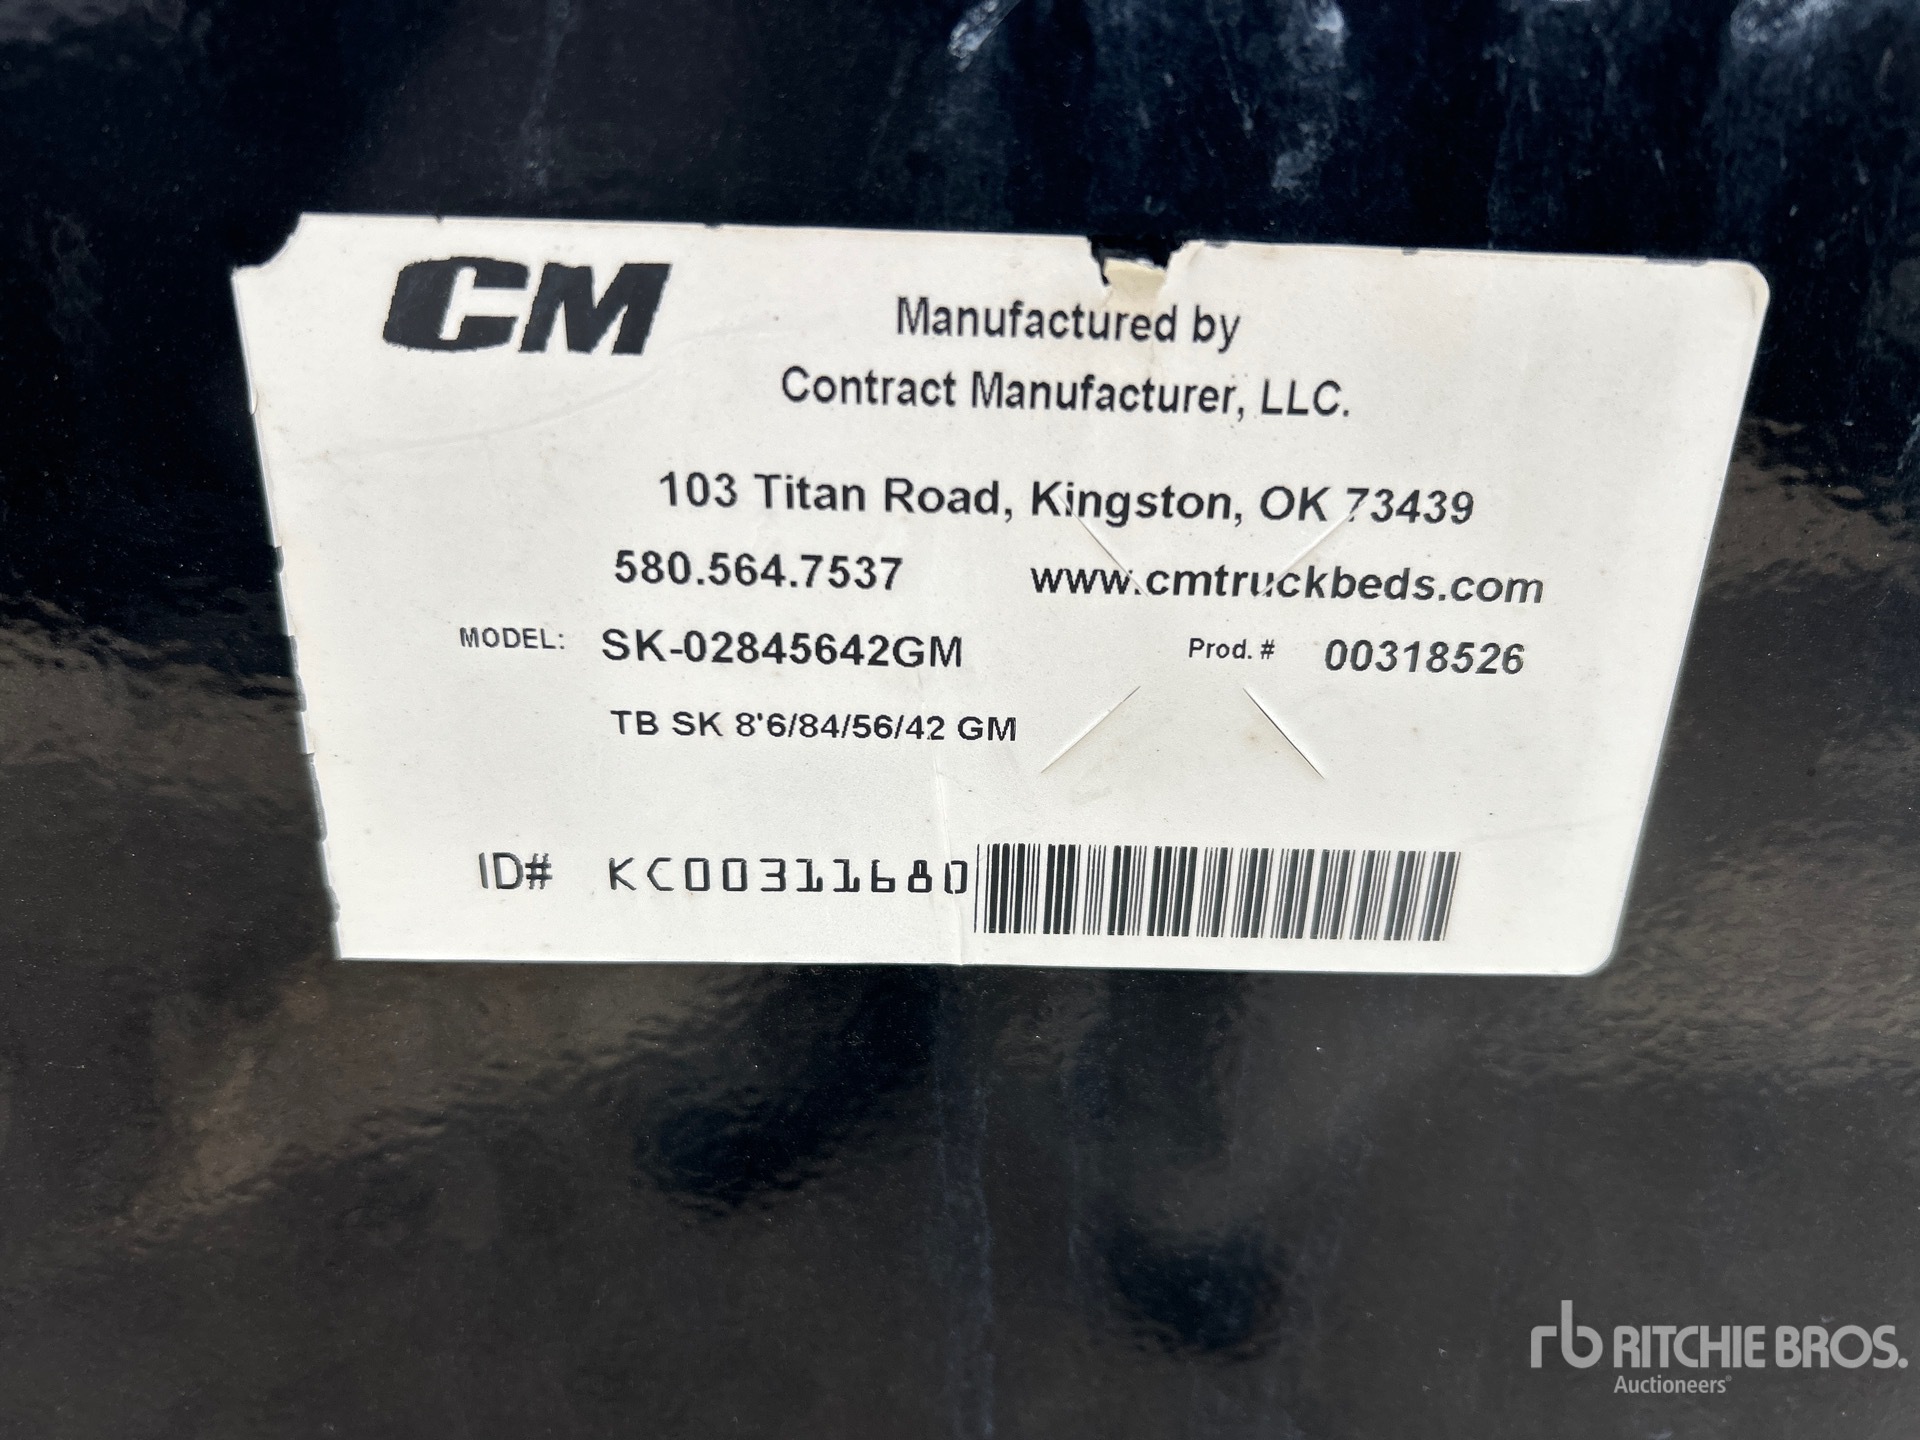 CM
Manufactured by
Contract Manufacturer, LLC.
103 Titan Road, Kingston, OK 73439
580.564.7537 www.cmtruckbeds.com
MODEL: SK-02845642GM Prod. # 00318526
TB SK 8'6/84/56/42 GM
ID# KC00311680
rb RITCHIE BROS.
Auctioneers®